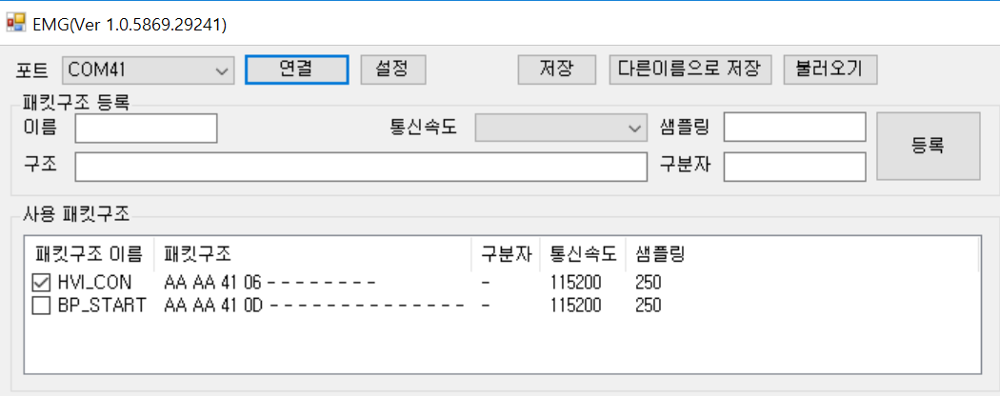 EMG(Ver 1.0.5869.29241)
포트 COM41 연결 설정 저장 다른이름으로 저장 불러오기
패킷구조 등록
이름 통신속도 샘플링
구조 구분자 등록
사용 패킷구조
패킷구조 이름 패킷구조 구분자 통신속도 샘플링
HVI_CON AA AA 41 06 - - - - - - - - - 115200 250
BP_START AA AA 41 0D - - - - - - - - - - - - - - - 115200 250